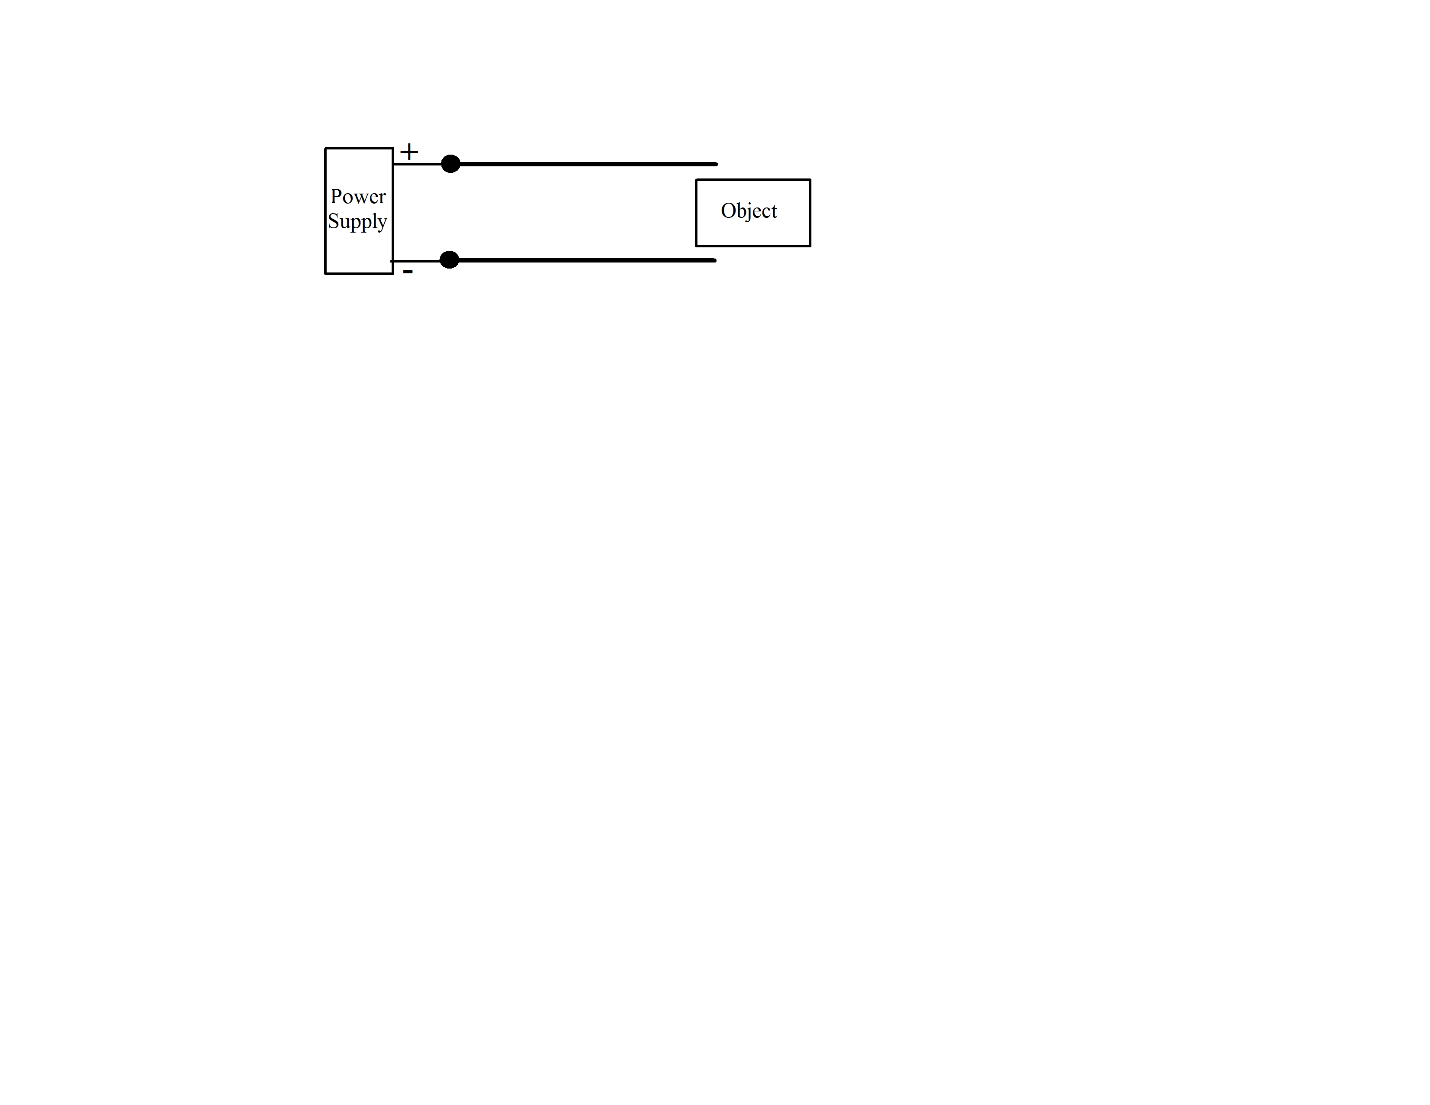 +
Power
Supply
Object
-